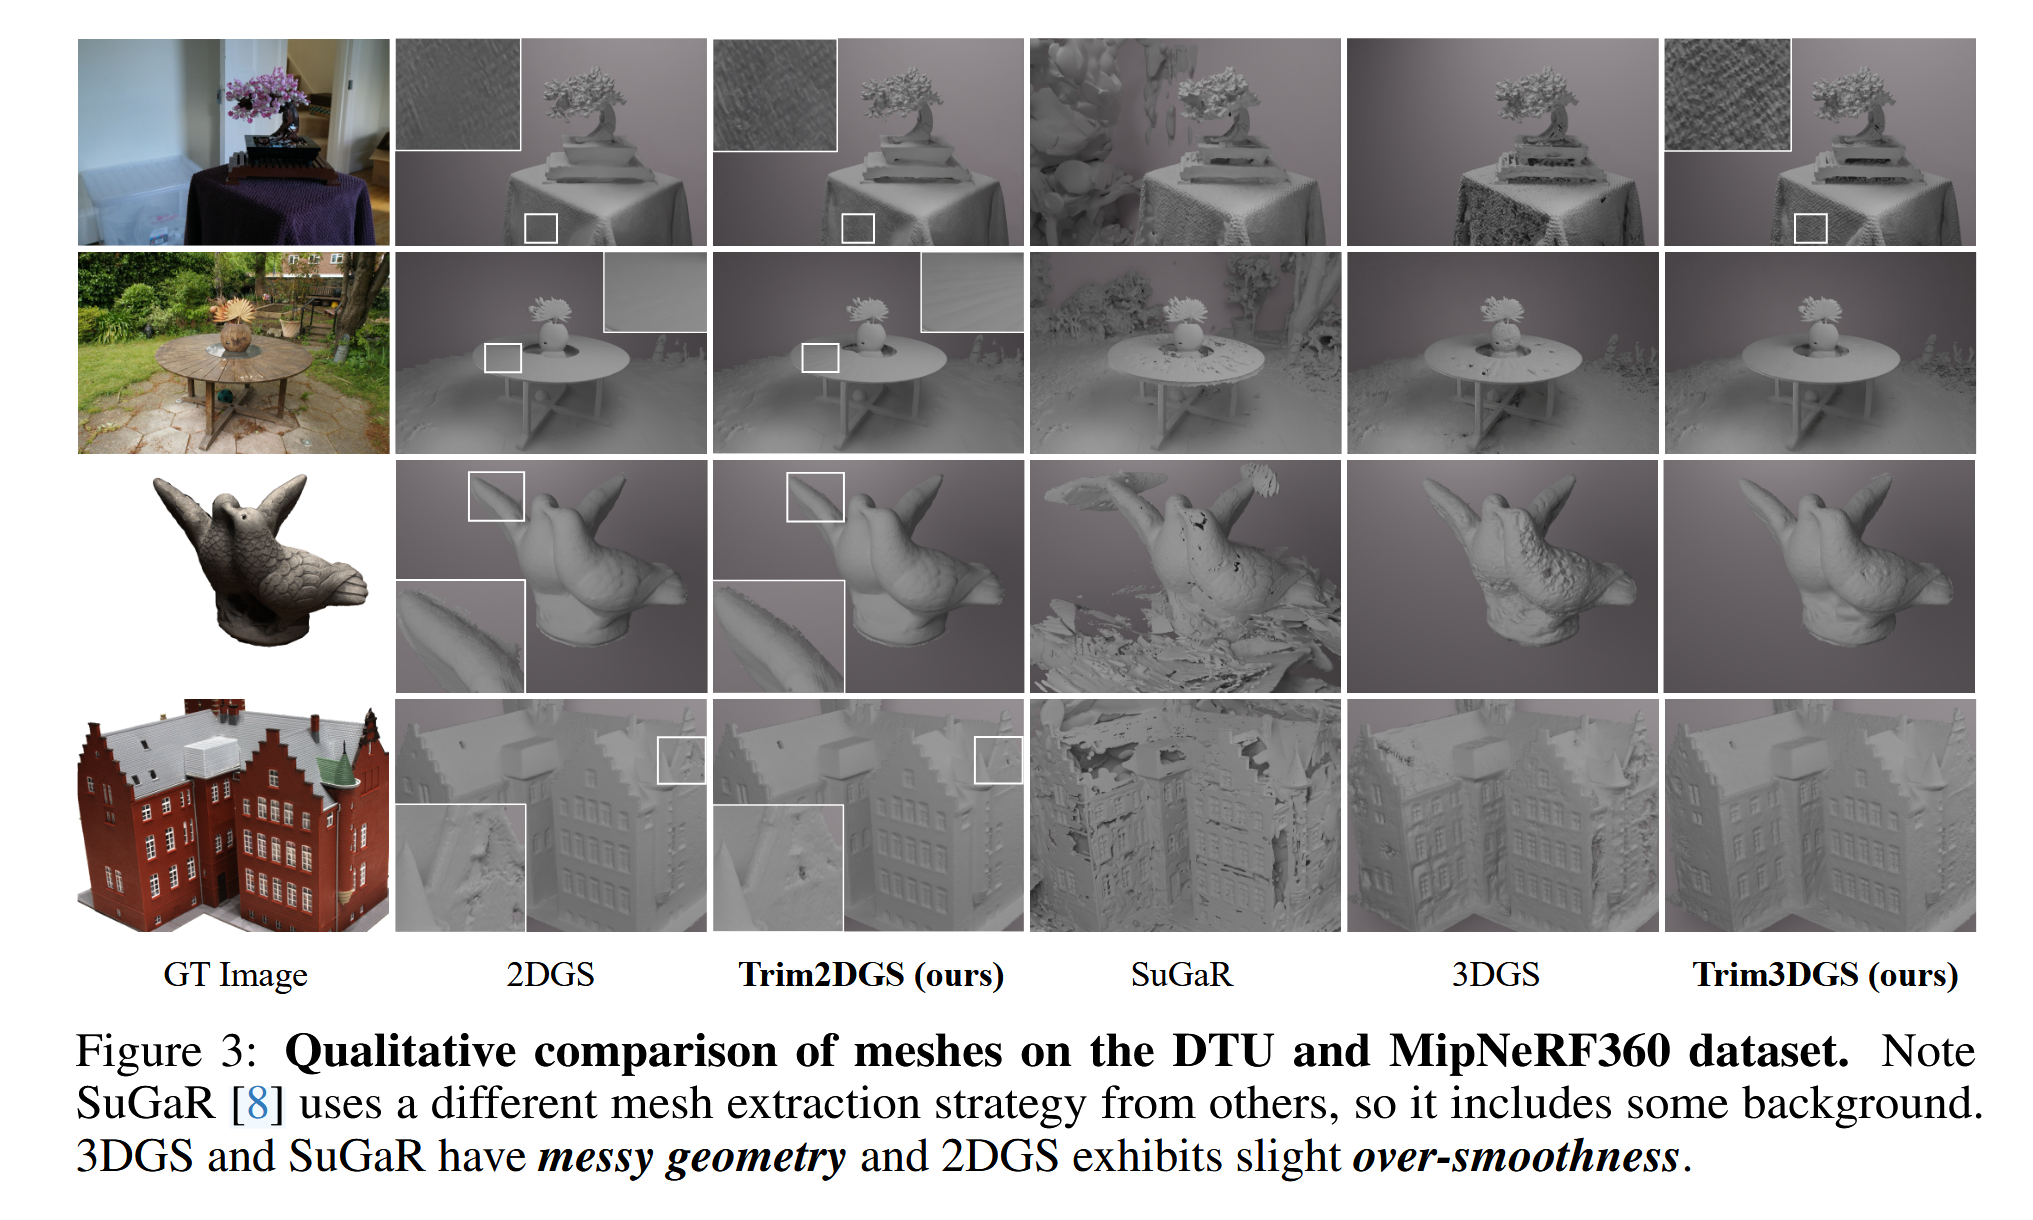 GT Image 2DGS Trim2DGS (ours) SuGaR 3DGS Trim3DGS (ours)
Figure 3: Qualitative comparison of meshes on the DTU and MipNeRF360 dataset. Note
SuGaR [8] uses a different mesh extraction strategy from others, so it includes some background.
3DGS and SuGaR have messy geometry and 2DGS exhibits slight over-smoothness.